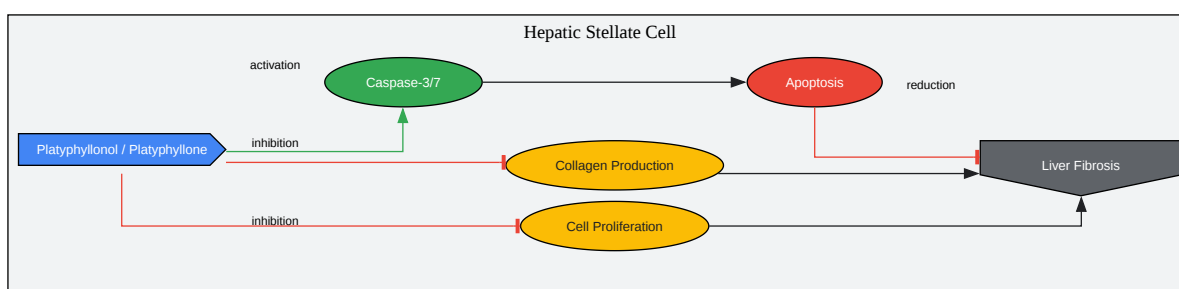 Hepatic Stellate Cell
activation
Caspase-3/7
Apoptosis
reduction
Platyphyllonol / Platyphyllone
inhibition
Collagen Production
Liver Fibrosis
inhibition
Cell Proliferation